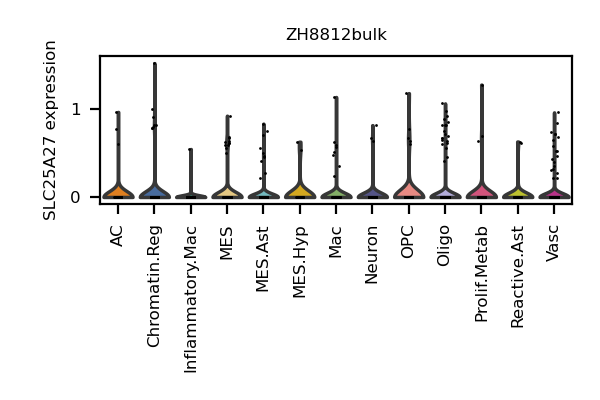 ZH8812bulk
SLC25A27 expression
1
0
AC
Chromatin.Reg
Inflammatory.Mac
MES
MES.Ast
MES.Hyp
Mac
Neuron
OPC
Oligo
Prolif.Metab
Reactive.Ast
Vasc